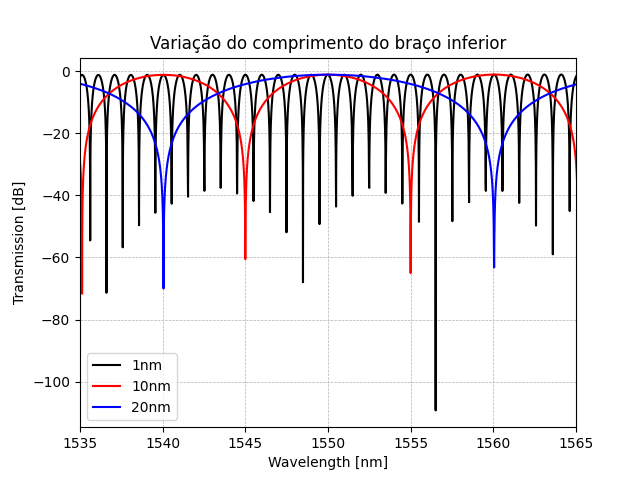 Variação do comprimento do braço inferior
Transmission [dB]
0
−20
−40
−60
−80
−100
1nm
10nm
20nm
1535 1540 1545 1550 1555 1560 1565
Wavelength [nm]